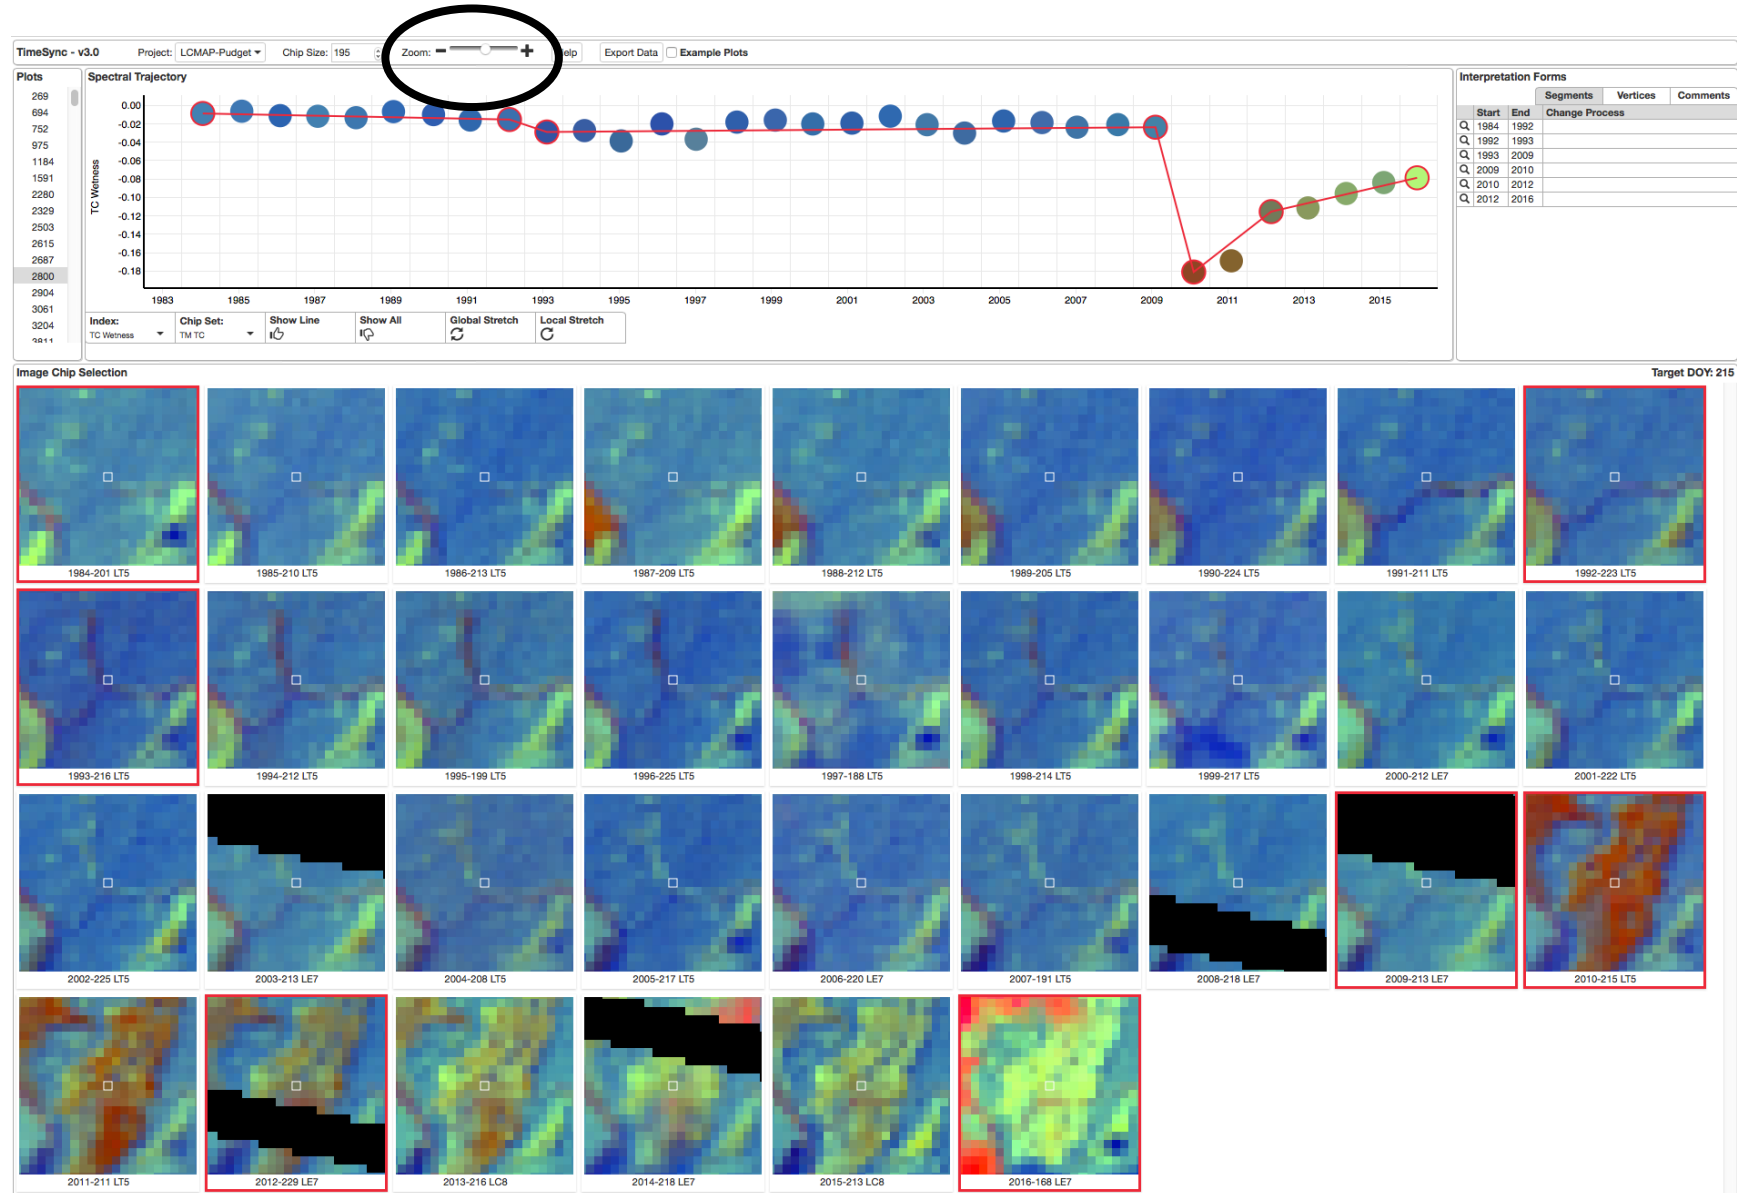 TimeSync - v3.0 Project: LCMAP-Pudget Chip Size: 195 Zoom: elp Export Data Example Plots
Plots
269
694
752
975
1184
1591
2280
2329
2503
2615
2687
2800
2904
3061
3204
3811
Spectral Trajectory
TC Wetness
0.00
-0.02
-0.04
-0.06
-0.08
-0.10
-0.12
-0.14
-0.16
-0.18
1983 1985 1987 1989 1991 1993 1995 1997 1999 2001 2003 2005 2007 2009 2011 2013 2015
Index: Chip Set: Show Line Show All Global Stretch Local Stretch
TC Wetness TM TC
Interpretation Forms
Segments Vertices Comments
Start End Change Process
1984 1992
1992 1993
1993 2009
2009 2010
2010 2012
2012 2016
Image Chip Selection Target DOY: 215
1984-201 LT5 1985-210 LT5 1986-213 LT5 1987-209 LT5 1988-212 LT5 1989-205 LT5 1990-224 LT5 1991-211 LT5 1992-223 LT5
1993-216 LT5 1994-212 LT5 1995-199 LT5 1996-225 LT5 1997-188 LT5 1998-214 LT5 1999-217 LT5 2000-212 LE7 2001-222 LT5
2002-225 LT5 2003-213 LE7 2004-208 LT5 2005-217 LT5 2006-220 LE7 2007-191 LT5 2008-218 LE7 2009-213 LE7 2010-215 LT5
2011-211 LT5 2012-229 LE7 2013-216 LC8 2014-218 LE7 2015-213 LC8 2016-168 LE7